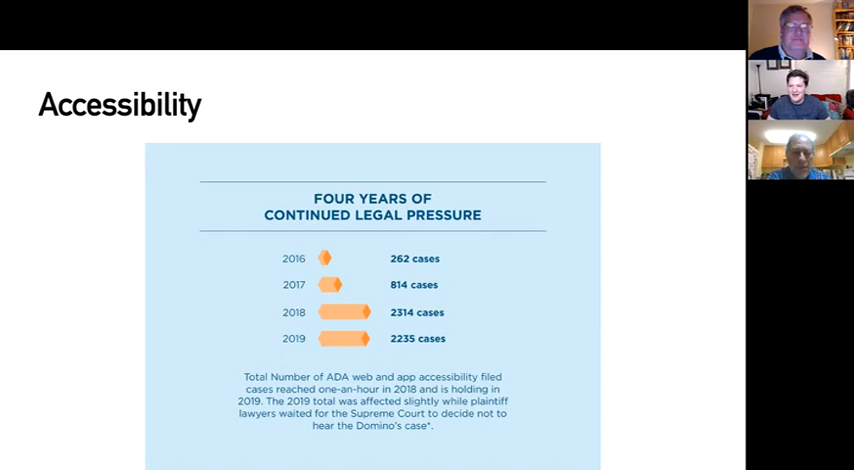 Accessibility
FOUR YEARS OF
CONTINUED LEGAL PRESSURE
2016 262 cases
2017 814 cases
2018 2314 cases
2019 2235 cases
Total Number of ADA web and app accessibility filed
cases reached one-an-hour in 2018 and is holding in
2019. The 2019 total was affected slightly while plaintiff
lawyers waited for the Supreme Court to decide not to
hear the Domino's case*.